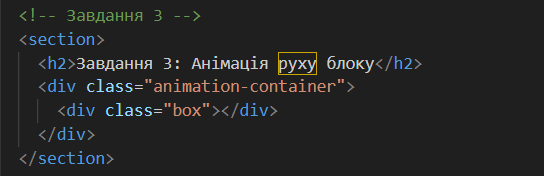 <!-- Завдання 3 -->
<section>
<h2>Завдання 3: Анімація руху блоку</h2>
<div class="animation-container">
<div class="box"></div>
</div>
</section>